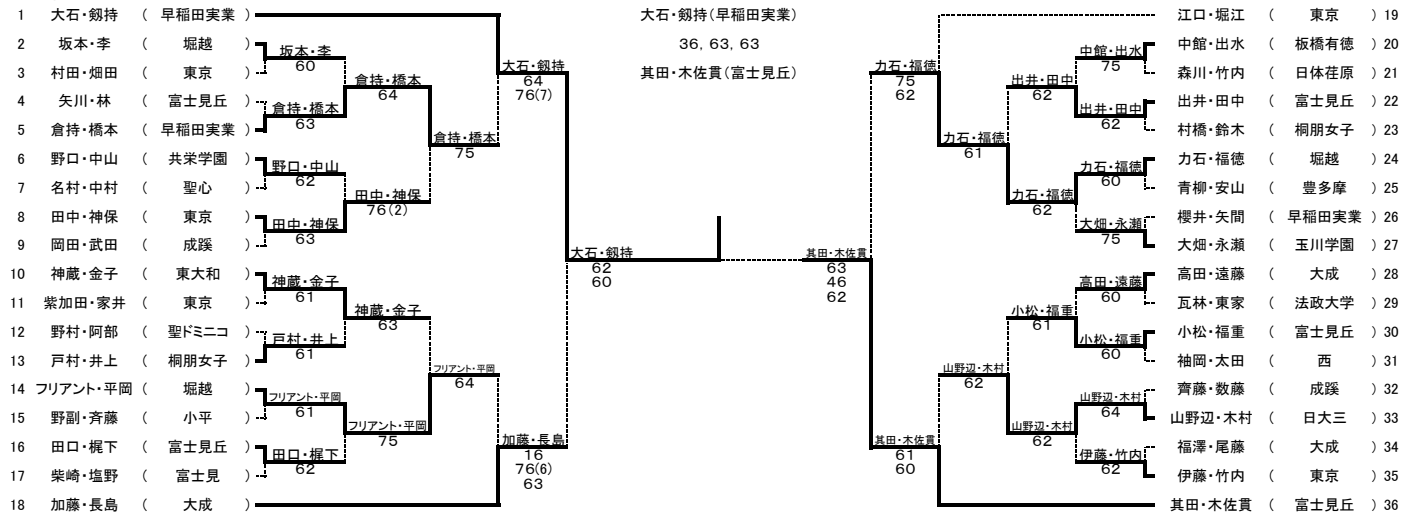 大石・剱持(早稲田実業)
36, 63, 63
其田・木佐貫(富士見丘)
1 大石・剱持 ( 早稲田実業 )
2 坂本・李 ( 堀越 )
3 村田・畑田 ( 東京 )
4 矢川・林 ( 富士見丘 )
5 倉持・橋本 ( 早稲田実業 )
6 野口・中山 ( 共栄学園 )
7 名村・中村 ( 聖心 )
8 田中・神保 ( 東京 )
9 岡田・武田 ( 成蹊 )
10 神蔵・金子 ( 東大和 )
11 紫加田・家井 ( 東京 )
12 野村・阿部 ( 聖ドミニコ )
13 戸村・井上 ( 桐朋女子 )
14 フリアント・平岡 ( 堀越 )
15 野副・斉藤 ( 小平 )
16 田口・梶下 ( 富士見丘 )
17 柴崎・塩野 ( 富士見 )
18 加藤・長島 ( 大成 )
坂本・李
60
倉持・橋本
63
野口・中山
62
田中・神保
63
神蔵・金子
61
戸村・井上
61
フリアント・平岡
61
田口・梶下
62
倉持・橋本
64
田中・神保
76(2)
神蔵・金子
63
フリアント・平岡
75
倉持・橋本
75
フリアント・平岡
64
大石・剱持
64
76(7)
加藤・長島
16
76(6)
63
大石・剱持
62
60
其田・木佐貫
63
46
62
力石・福徳
75
62
其田・木佐貫
61
60
力石・福徳
61
山野辺・木村
62
出井・田中
62
力石・福徳
62
小松・福重
61
山野辺・木村
62
中館・出水
75
出井・田中
62
力石・福徳
60
大畑・永瀬
75
高田・遠藤
60
小松・福重
60
山野辺・木村
64
伊藤・竹内
62
江口・堀江 ( 東京 ) 19
中館・出水 ( 板橋有徳 ) 20
森川・竹内 ( 日体荏原 ) 21
出井・田中 ( 富士見丘 ) 22
村橋・鈴木 ( 桐朋女子 ) 23
力石・福徳 ( 堀越 ) 24
青柳・安山 ( 豊多摩 ) 25
櫻井・矢間 ( 早稲田実業 ) 26
大畑・永瀬 ( 玉川学園 ) 27
高田・遠藤 ( 大成 ) 28
瓦林・東家 ( 法政大学 ) 29
小松・福重 ( 富士見丘 ) 30
袖岡・太田 ( 西 ) 31
齊藤・数藤 ( 成蹊 ) 32
山野辺・木村 ( 日大三 ) 33
福澤・尾藤 ( 大成 ) 34
伊藤・竹内 ( 東京 ) 35
其田・木佐貫 ( 富士見丘 ) 36